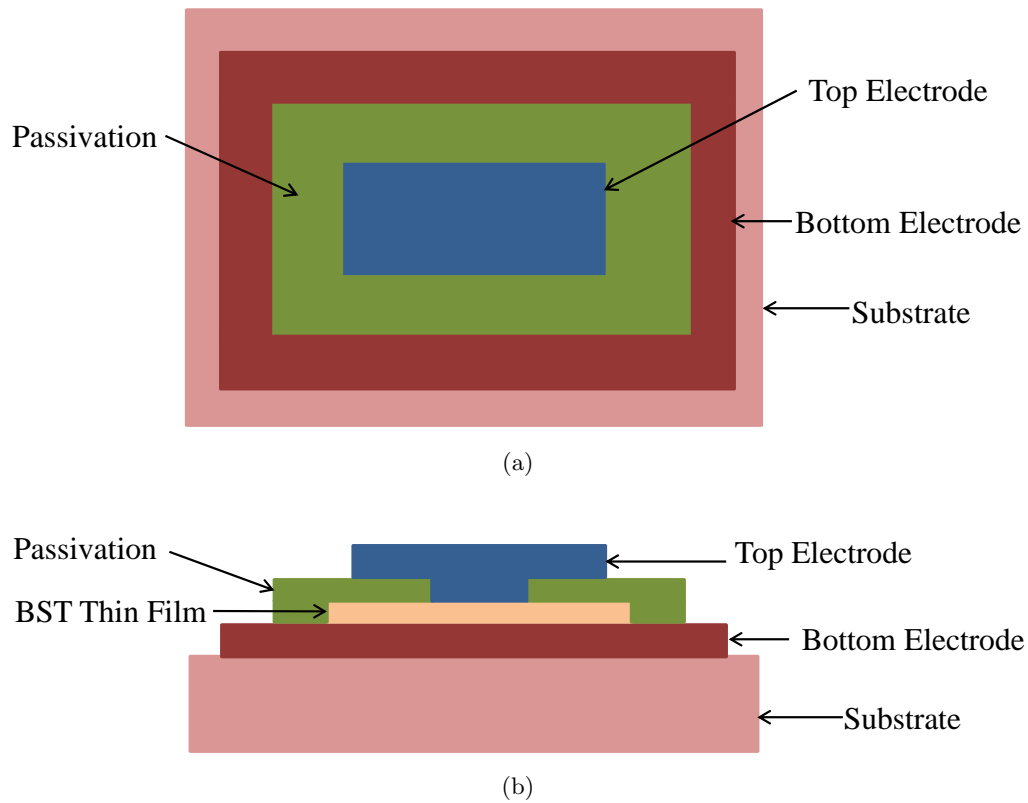 Top Electrode
Passivation
Bottom Electrode
Substrate
(a)
Passivation
Top Electrode
BST Thin Film
Bottom Electrode
Substrate
(b)